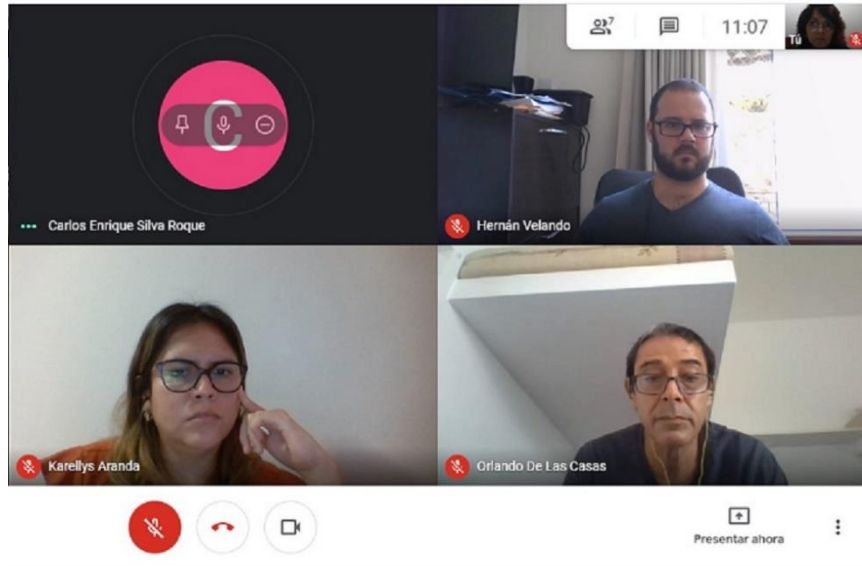 7
11:07
Tú
C
Carlos Enrique Silva Roque
Hernán Velando
Karellys Aranda
Orlando De Las Casas
Presentar ahora